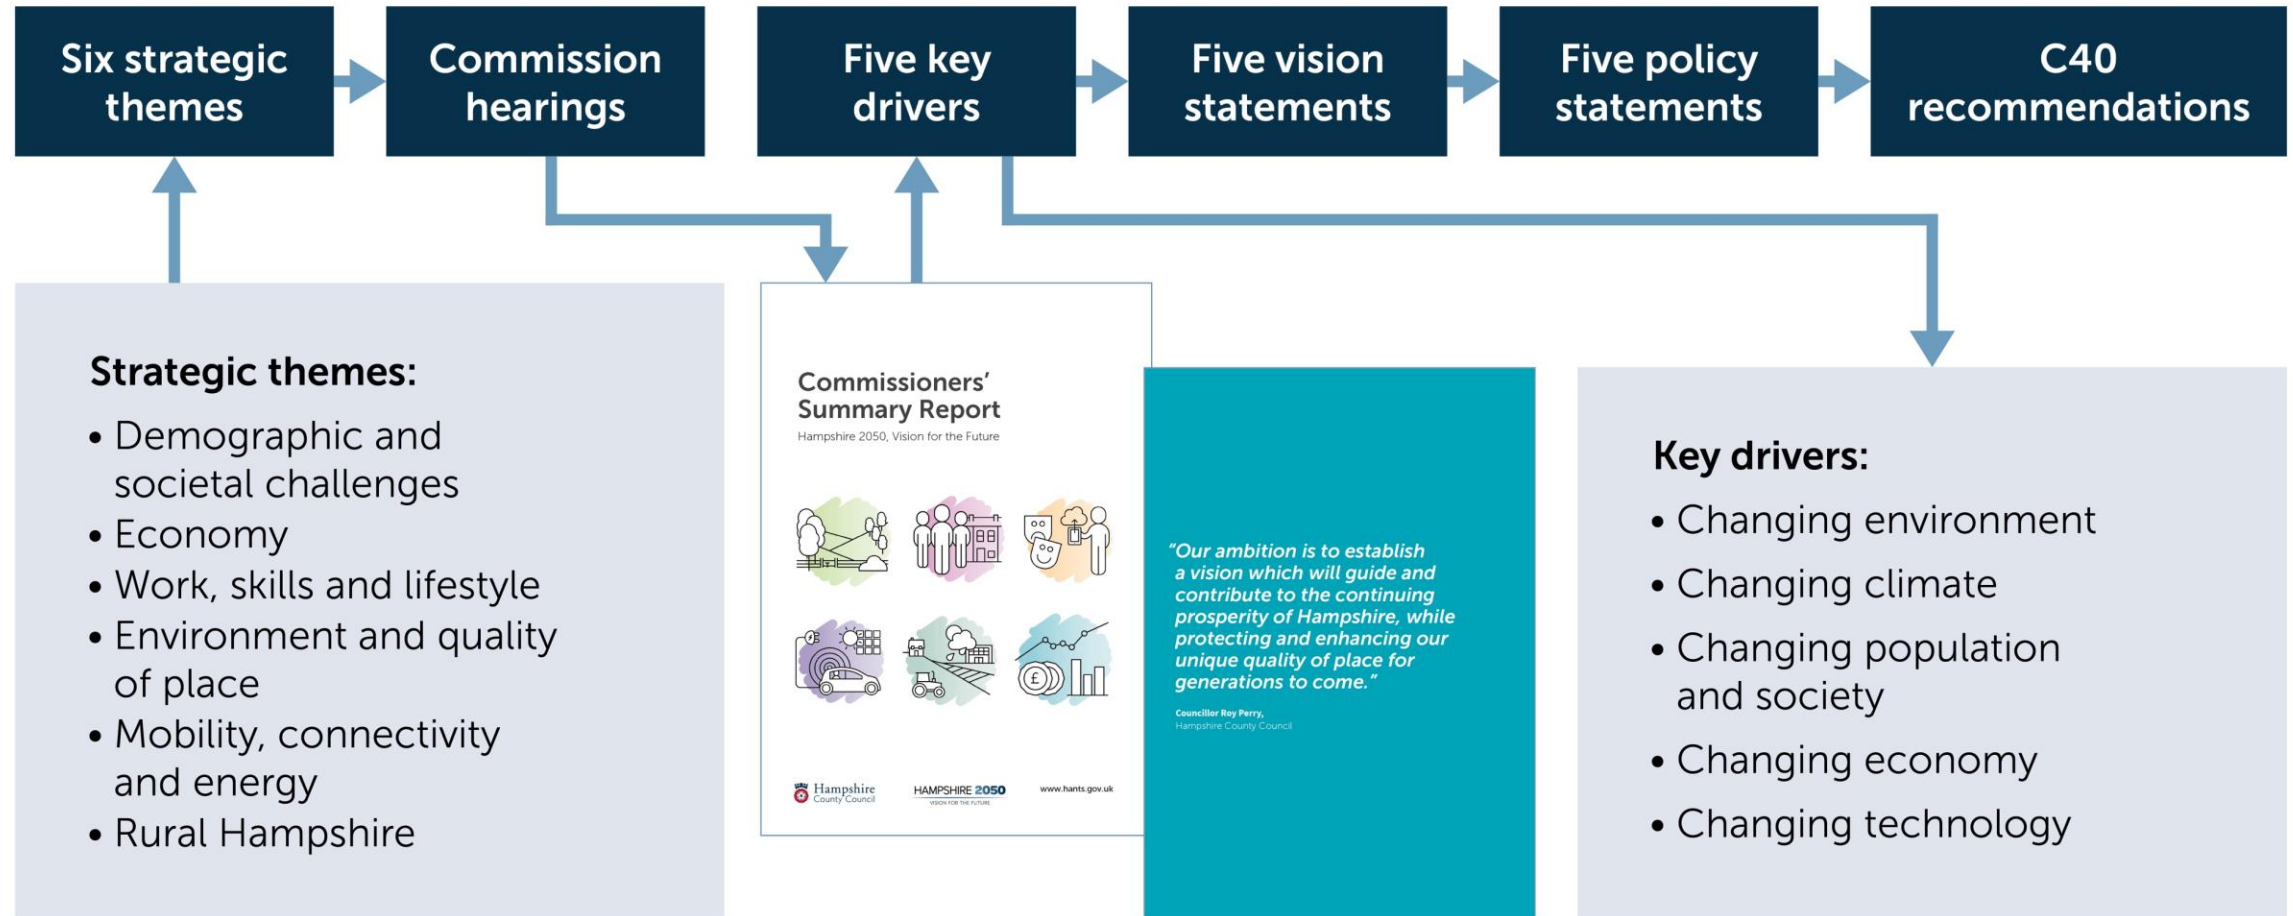 Six strategic
themes
Commission
hearings
Five key
drivers
Five vision
statements
Five policy
statements
C40
recommendations
Strategic themes:
• Demographic and
societal challenges
• Economy
• Work, skills and lifestyle
• Environment and quality
of place
• Mobility, connectivity
and energy
• Rural Hampshire
Commissioners’
Summary Report
Hampshire 2050, Vision for the Future
£
Hampshire
County Council
HAMPSHIRE 2050
VISION FOR THE FUTURE
www.hants.gov.uk
“Our ambition is to establish
a vision which will guide and
contribute to the continuing
prosperity of Hampshire, while
protecting and enhancing our
unique quality of place for
generations to come.”
Councillor Roy Perry,
Hampshire County Council
Key drivers:
• Changing environment
• Changing climate
• Changing population
and society
• Changing economy
• Changing technology